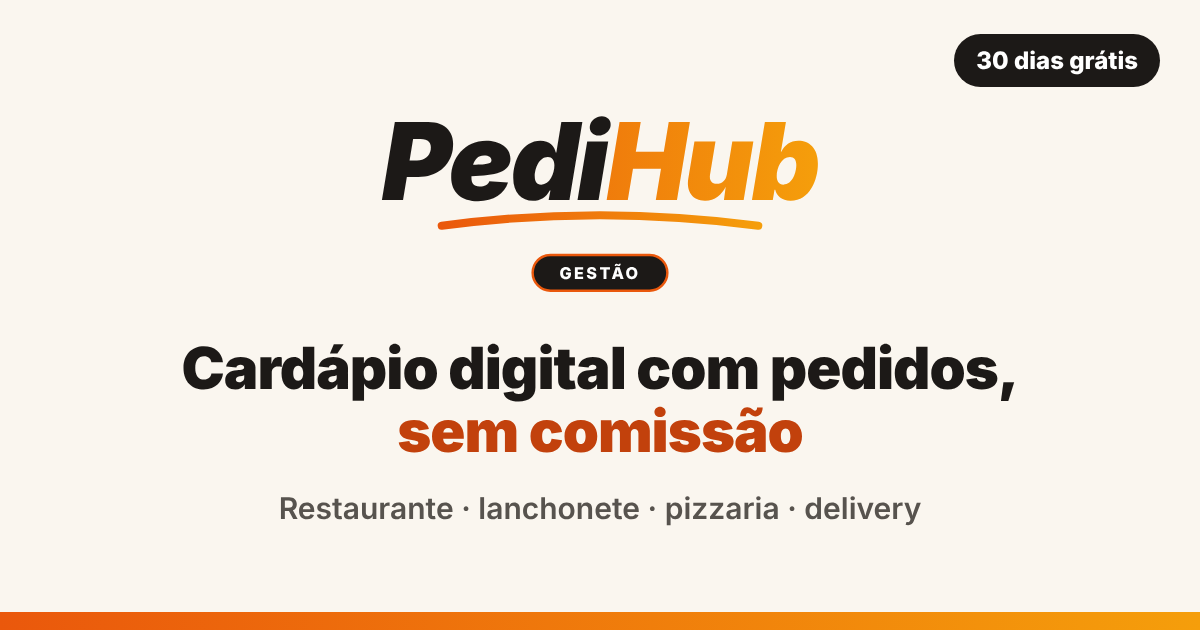 30 dias grátis
PediHub
GESTÃO
Cardápio digital com pedidos,
sem comissão
Restaurante · lanchonete · pizzaria · delivery